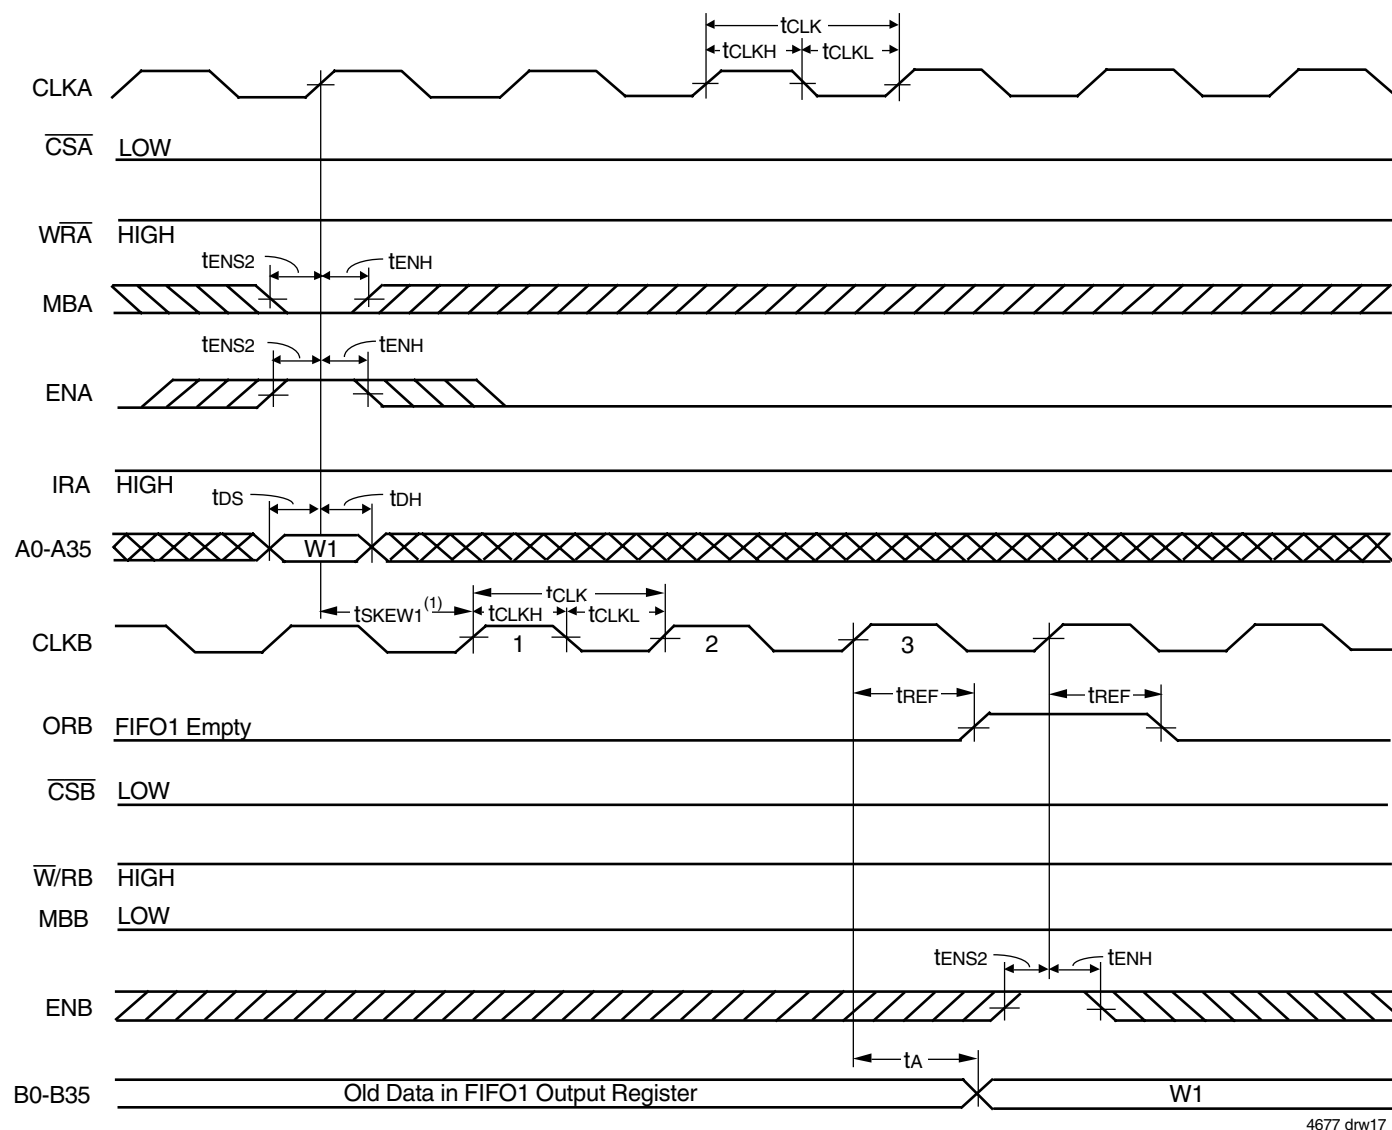 tCLK
tCLKH tCLKL
CLKA
CSA LOW
WRA HIGH
tENS2 tENH
MBA
tENS2 tENH
ENA
IRA HIGH
tDS tDH
A0-A35 W1
tCLK
tSKEW1(1) tCLKH tCLKL
CLKB 1 2 3
tREF tREF
ORB FIFO1 Empty
CSB LOW
W/RB HIGH
MBB LOW
tENS2 tENH
ENB
tA
B0-B35 Old Data in FIFO1 Output Register W1
4677 drw17